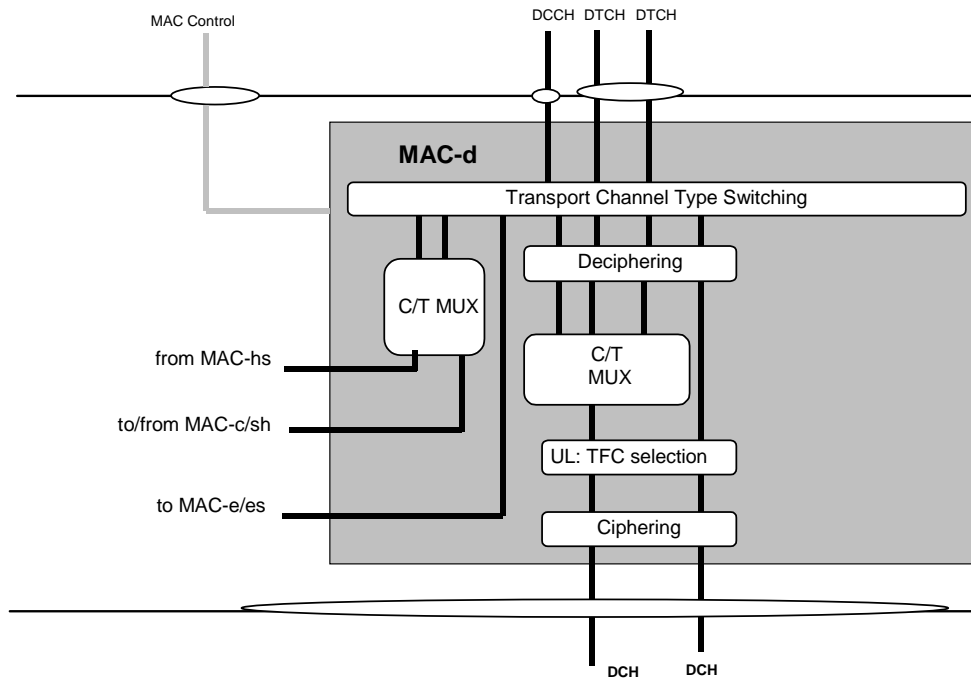 MAC Control
DCCH DTCH DTCH
MAC-d
Transport Channel Type Switching
Deciphering
C/T MUX
from MAC-hs
C/T
MUX
to/from MAC-c/sh
UL: TFC selection
to MAC-e/es
Ciphering
DCH
DCH